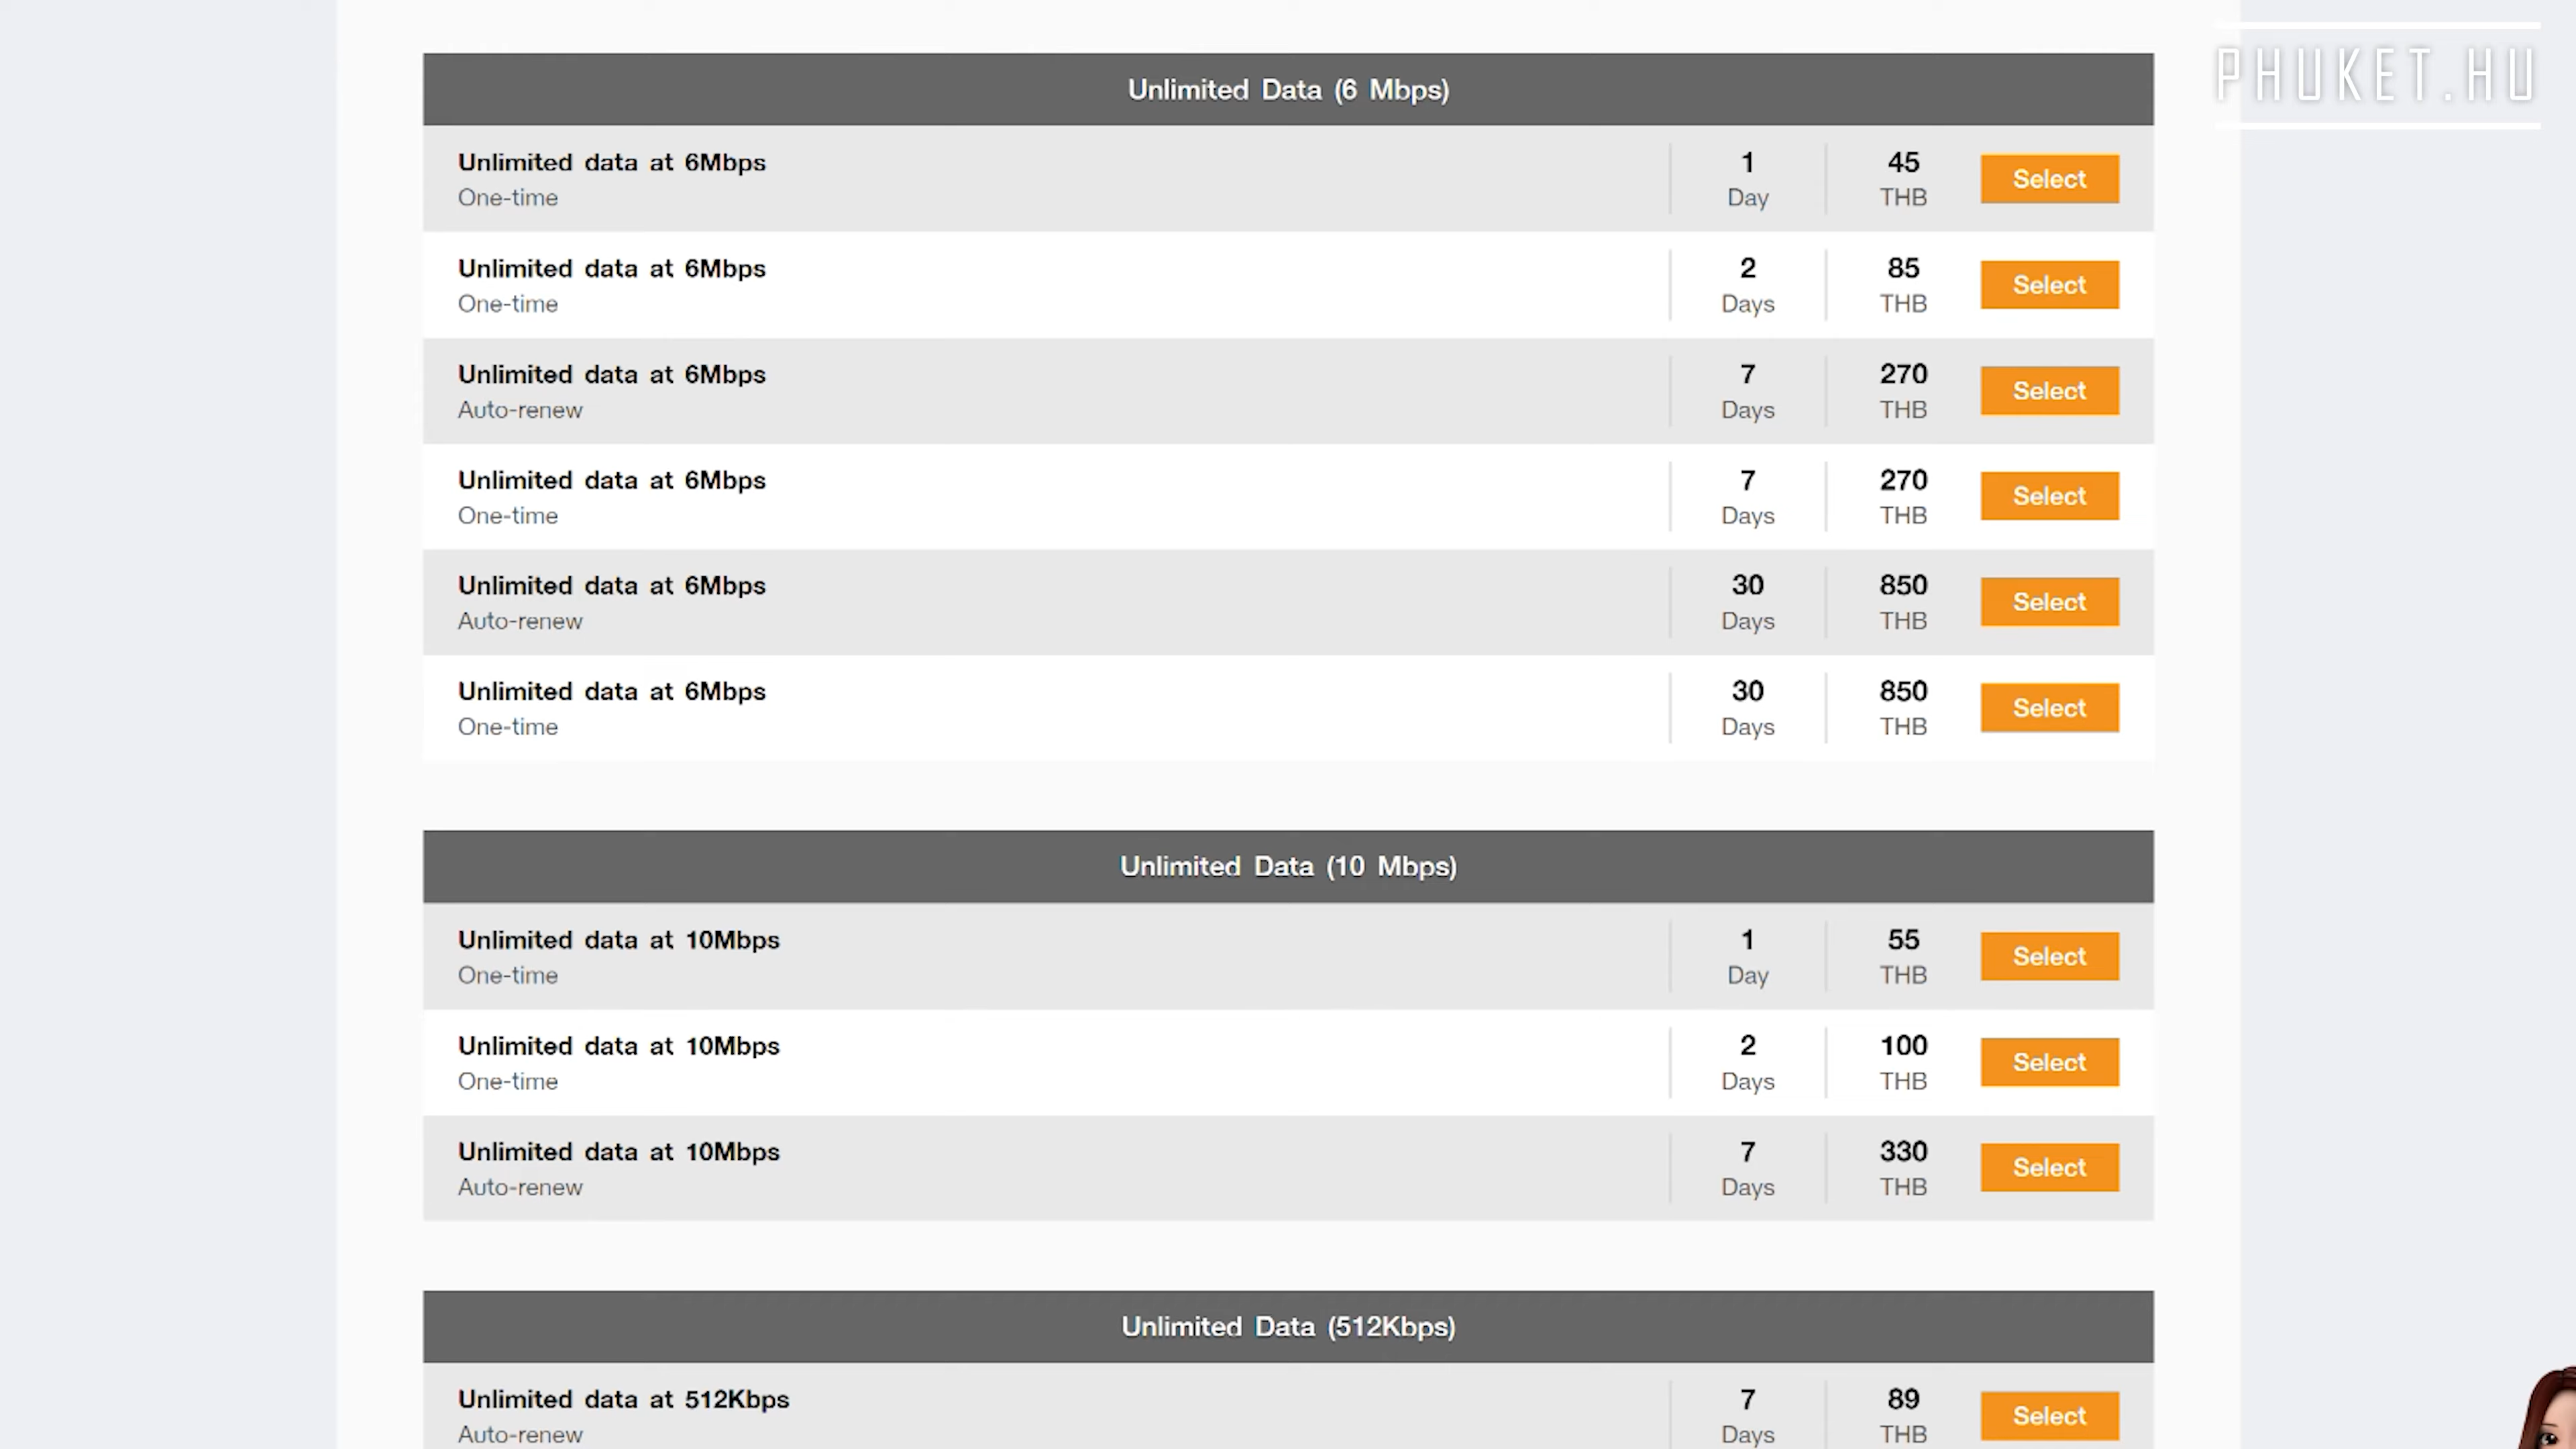 PHUKET.HU
Unlimited Data (6 Mbps)
Unlimited data at 6Mbps
One-time
1
Day
45
THB
Select
Unlimited data at 6Mbps
One-time
2
Days
85
THB
Select
Unlimited data at 6Mbps
Auto-renew
7
Days
270
THB
Select
Unlimited data at 6Mbps
One-time
7
Days
270
THB
Select
Unlimited data at 6Mbps
Auto-renew
30
Days
850
THB
Select
Unlimited data at 6Mbps
One-time
30
Days
850
THB
Select
Unlimited Data (10 Mbps)
Unlimited data at 10Mbps
One-time
1
Day
55
THB
Select
Unlimited data at 10Mbps
One-time
2
Days
100
THB
Select
Unlimited data at 10Mbps
Auto-renew
7
Days
330
THB
Select
Unlimited Data (512Kbps)
Unlimited data at 512Kbps
Auto-renew
7
Days
89
THB
Select